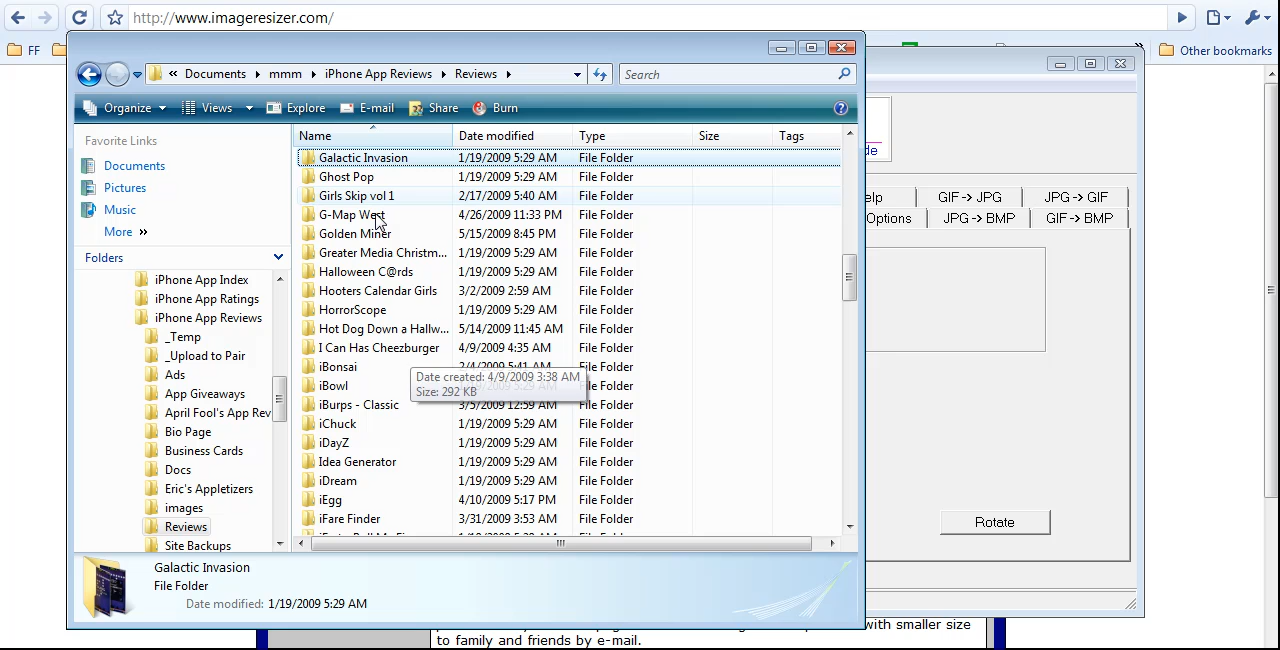 http://www.imageresizer.com/
FF
»
Other bookmarks
« Documents mmm iPhone App Reviews Reviews
Search
Organize Views Explore E-mail Share Burn
Favorite Links
Documents
Pictures
Music
More »
Folders
iPhone App Index
iPhone App Ratings
iPhone App Reviews
_Temp
_Upload to Pair
Ads
App Giveaways
April Fool's App Rev
Bio Page
Business Cards
Docs
Eric's Appletizers
images
Reviews
Site Backups
Name Date modified Type Size Tags
Galactic Invasion 1/19/2009 5:29 AM File Folder
Ghost Pop 1/19/2009 5:29 AM File Folder
Girls Skip vol 1 2/17/2009 5:40 AM File Folder
G-Map West 4/26/2009 11:33 PM File Folder
Golden Miner 5/15/2009 8:45 PM File Folder
Greater Media Christm... 1/19/2009 5:29 AM File Folder
Halloween C@rds 1/19/2009 5:29 AM File Folder
Hooters Calendar Girls 3/2/2009 2:59 AM File Folder
HorrorScope 1/19/2009 5:29 AM File Folder
Hot Dog Down a Hallw... 5/14/2009 11:45 AM File Folder
I Can Has Cheezburger 4/9/2009 4:35 AM File Folder
iBonsai 2/4/2009 5:41 AM File Folder
iBowl 5:29 AM File Folder
iBurps - Classic 3/5/2009 12:59 AM File Folder
iChuck 1/19/2009 5:29 AM File Folder
iDayZ 1/19/2009 5:29 AM File Folder
Idea Generator 1/19/2009 5:29 AM File Folder
iDream 1/19/2009 5:29 AM File Folder
iEgg 4/10/2009 5:17 PM File Folder
iFare Finder 3/31/2009 3:53 AM File Folder
Date created: 4/9/2009 3:38 AM
Size: 292 KB
Galactic Invasion
File Folder
Date modified: 1/19/2009 5:29 AM
de
elp GIF -> JPG JPG -> GIF
Options JPG -> BMP GIF -> BMP
Rotate
with smaller size
to family and friends by e-mail.